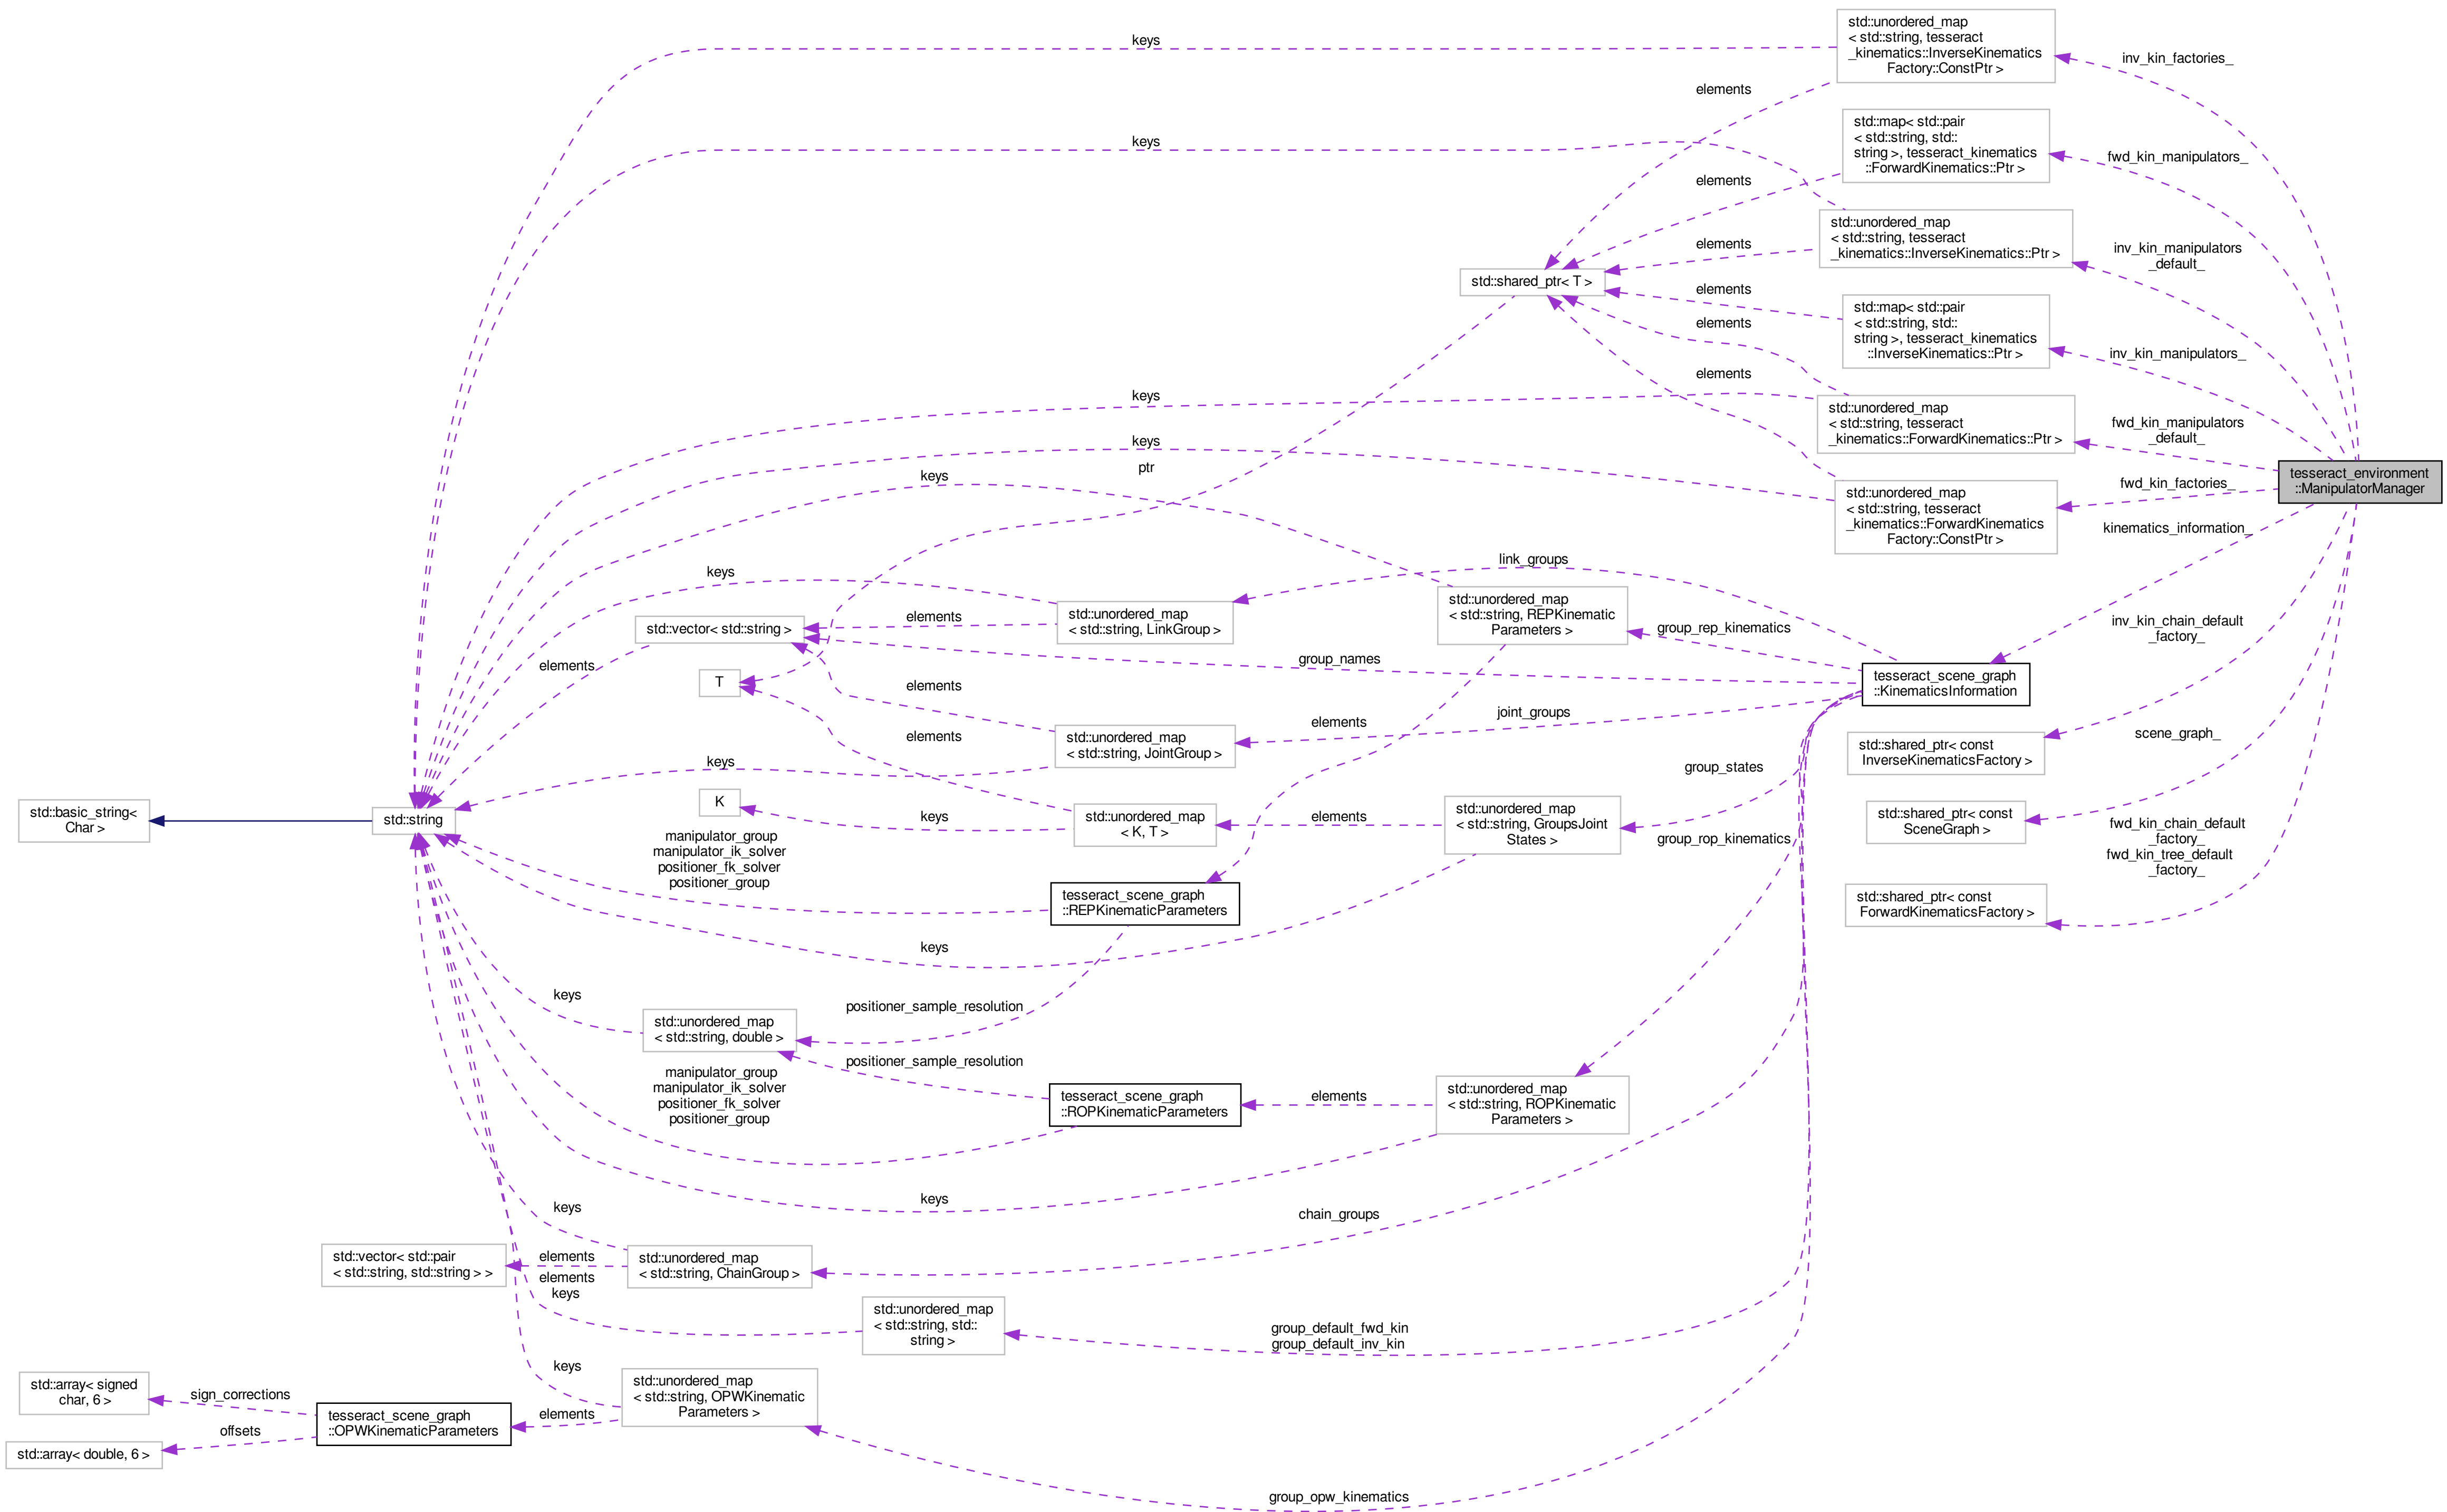 std::unordered_map
< std::string, tesseract
_kinematics::InverseKinematics
Factory::ConstPtr >
keys
inv_kin_factories_
elements
std::map< std::pair
< std::string, std::
string >, tesseract_kinematics
::ForwardKinematics::Ptr >
keys
fwd_kin_manipulators_
elements
std::unordered_map
< std::string, tesseract
_kinematics::InverseKinematics::Ptr >
elements
inv_kin_manipulators
_default_
std::shared_ptr< T >
elements
std::map< std::pair
< std::string, std::
string >, tesseract_kinematics
::InverseKinematics::Ptr >
elements
inv_kin_manipulators_
elements
keys
std::unordered_map
< std::string, tesseract
_kinematics::ForwardKinematics::Ptr >
fwd_kin_manipulators
_default_
keys
ptr
keys
tesseract_environment
::ManipulatorManager
fwd_kin_factories_
std::unordered_map
< std::string, tesseract
_kinematics::ForwardKinematics
Factory::ConstPtr >
kinematics_information_
link_groups
keys
std::unordered_map
< std::string, REPKinematic
Parameters >
std::unordered_map
< std::string, LinkGroup >
elements
std::vector< std::string >
group_rep_kinematics
inv_kin_chain_default
_factory_
elements
group_names
T
elements
tesseract_scene_graph
::KinematicsInformation
joint_groups
elements
std::unordered_map
< std::string, JointGroup >
elements
scene_graph_
std::shared_ptr< const
InverseKinematicsFactory >
keys
group_states
K
std::basic_string<
Char >
std::string
keys
std::unordered_map
< K, T >
elements
std::unordered_map
< std::string, GroupsJoint
States >
std::shared_ptr< const
SceneGraph >
manipulator_group
manipulator_ik_solver
positioner_fk_solver
positioner_group
group_rop_kinematics
fwd_kin_chain_default
_factory_
fwd_kin_tree_default
_factory_
tesseract_scene_graph
::REPKinematicParameters
std::shared_ptr< const
ForwardKinematicsFactory >
keys
keys
positioner_sample_resolution
std::unordered_map
< std::string, double >
positioner_sample_resolution
manipulator_group
manipulator_ik_solver
positioner_fk_solver
positioner_group
tesseract_scene_graph
::ROPKinematicParameters
elements
std::unordered_map
< std::string, ROPKinematic
Parameters >
keys
keys
chain_groups
std::vector< std::pair
< std::string, std::string > >
elements
std::unordered_map
< std::string, ChainGroup >
elements
keys
std::unordered_map
< std::string, std::
string >
group_default_fwd_kin
group_default_inv_kin
keys
std::array< signed
char, 6 >
sign_corrections
tesseract_scene_graph
::OPWKinematicParameters
elements
std::unordered_map
< std::string, OPWKinematic
Parameters >
offsets
std::array< double, 6 >
group_opw_kinematics